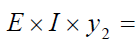 E × I × y₂ =